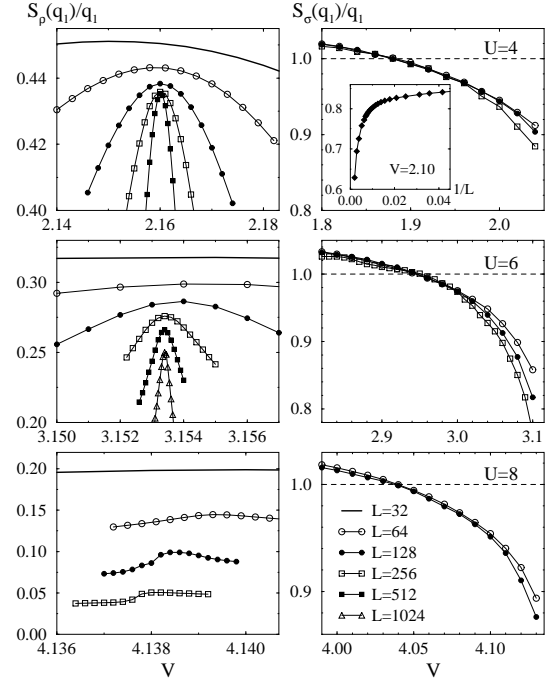 S_ρ(q₁)/q₁
S_σ(q₁)/q₁
0.44
0.42
0.40
2.14 2.16 2.18
U=4
1.0
0.9
0.8
1.8 1.9 2.0
0.8
0.7
0.6
0.00 0.02 0.04
V=2.10
1/L
0.30
0.25
0.20
3.150 3.152 3.154 3.156
U=6
1.0
0.9
0.8
2.9 3.0 3.1
0.20
0.15
0.10
0.05
0.00
4.136 4.138 4.140
V
U=8
1.0
0.9
L=32
L=64
L=128
L=256
L=512
L=1024
4.00 4.05 4.10
V